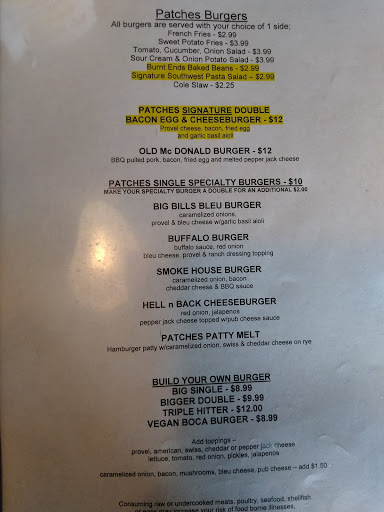 Patches Burgers
All burgers are served with your choice of 1 side;
French Fries - $2.99
Sweet Potato Fries - $3.99
Tomato, Cucumber, Onion Salad - $3.99
Sour Cream & Onion Potato Salad - $3.99
Burnt Ends Baked Beans - $2.99
Signature Southwest Pasta Salad – $2.99
Cole Slaw - $2.25
PATCHES SIGNATURE DOUBLE
BACON EGG & CHEESEBURGER - $12
Provel cheese, bacon, fried egg
and garlic basil aioli
OLD Mc DONALD BURGER - $12
BBQ pulled pork, bacon, fried egg and melted pepper jack cheese
PATCHES SINGLE SPECIALTY BURGERS - $10
MAKE YOUR SPECIALTY BURGER A DOUBLE FOR AN ADDITIONAL $2.00
BIG BILLS BLEU BURGER
caramelized onions,
provel & bleu cheese w/garlic basil aioli
BUFFALO BURGER
buffalo sauce, red onion
bleu cheese, provel & ranch dressing topping
SMOKE HOUSE BURGER
caramelized onion, bacon
cheddar cheese & BBQ sauce
HELL n BACK CHEESEBURGER
red onion, jalapenos
pepper jack cheese topped w/pub cheese sauce
PATCHES PATTY MELT
Hamburger patty w/caramelized onion, swiss & cheddar cheese on rye
BUILD YOUR OWN BURGER
BIG SINGLE - $8.99
BIGGER DOUBLE - $9.99
TRIPLE HITTER - $12.00
VEGAN BOCA BURGER - $8.99
Add toppings –
provel, american, swiss, cheddar or pepper jack cheese
lettuce, tomato, red onion, pickles, jalapenos
caramelized onion, bacon, mushrooms, bleu cheese, pub cheese – add $1.50
Consuming raw or undercooked meats, poultry, seafood, shellfish
or eggs may increase your risk of food borne illnesses,